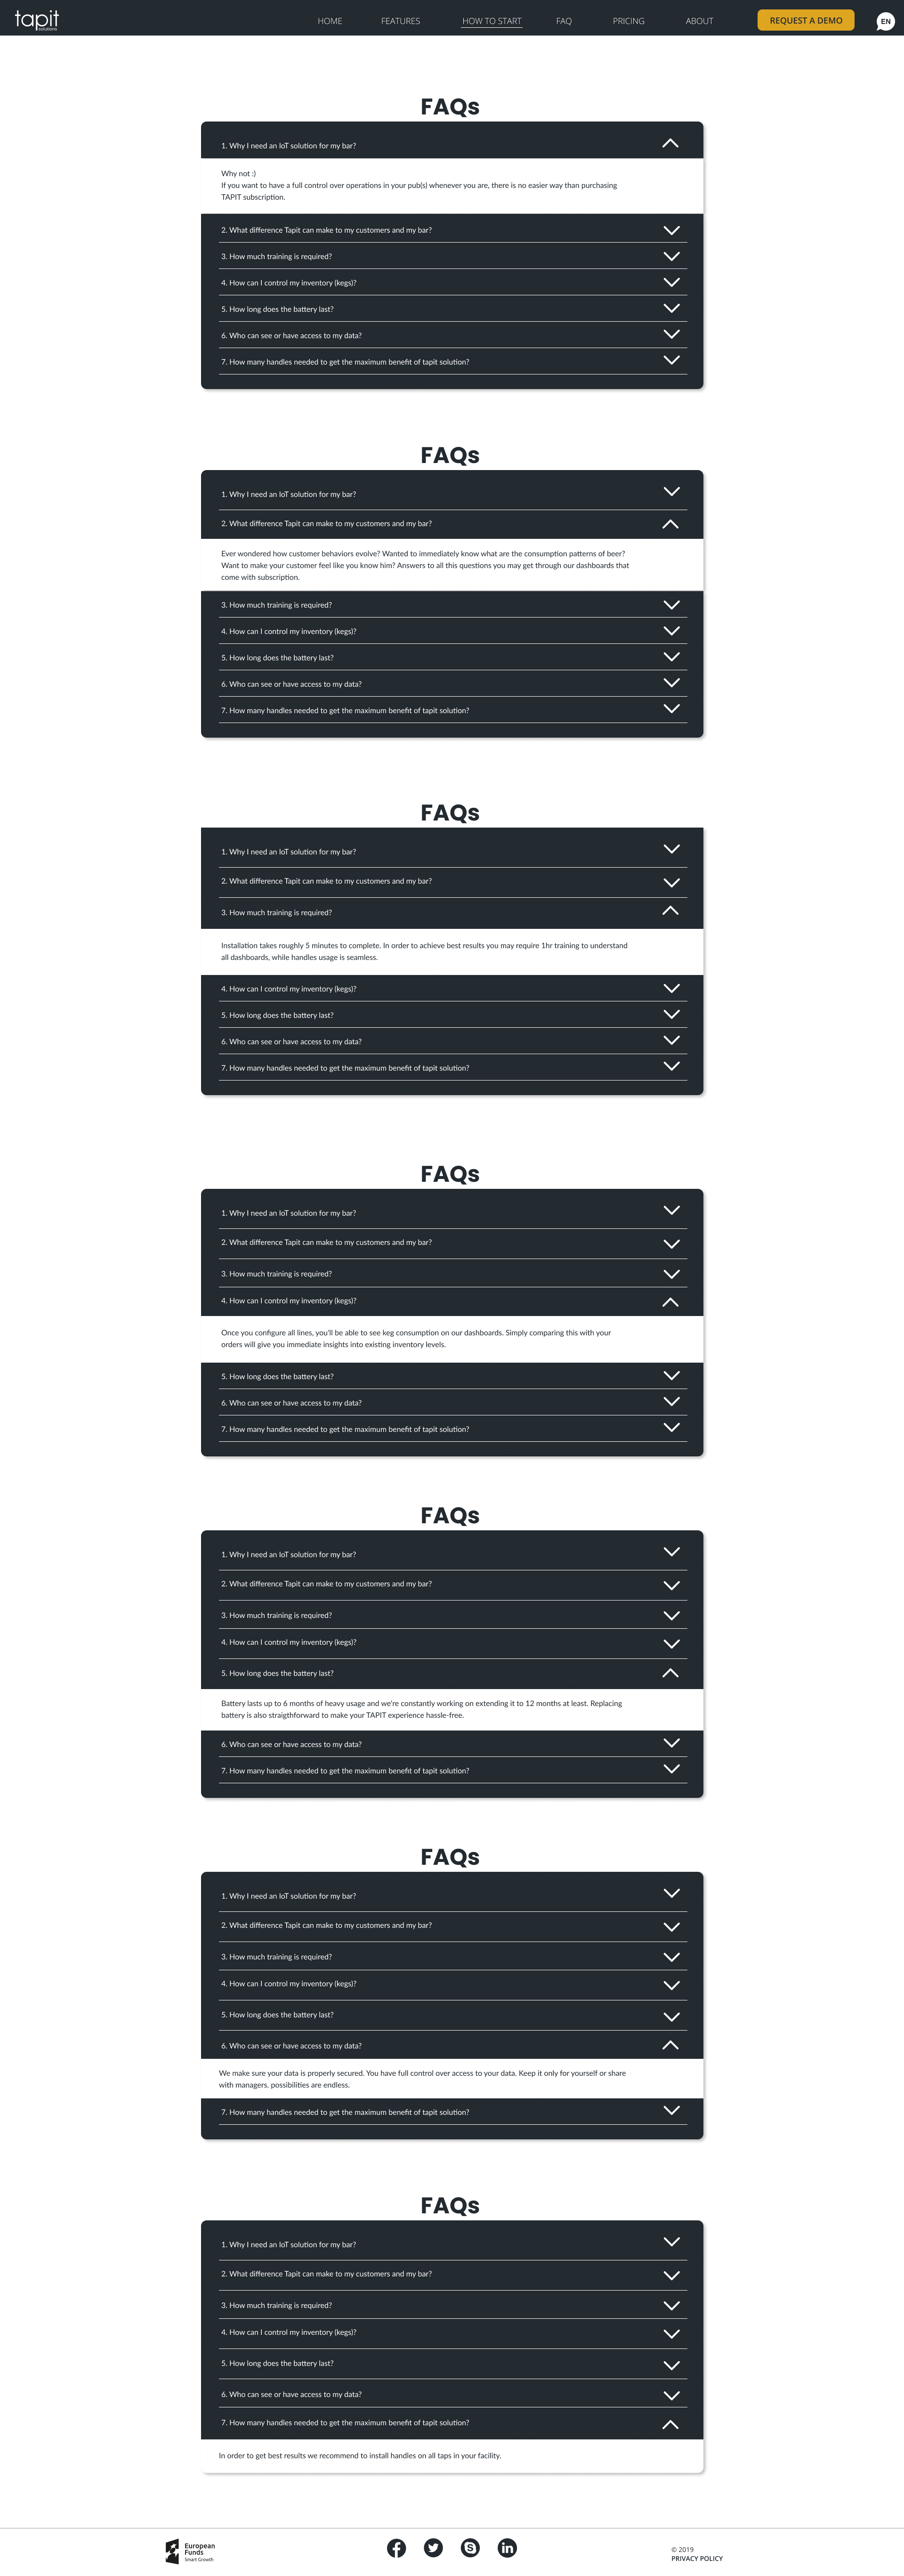 tapit
solutions
HOME
FEATURES
HOW TO START
FAQ
PRICING
ABOUT
REQUEST A DEMO
EN
FAQs
1. Why I need an IoT solution for my bar?
Why not :)
If you want to have a full control over operations in your pub(s) whenever you are, there is no easier way than purchasing
TAPIT subscription.
2. What difference Tapit can make to my customers and my bar?
3. How much training is required?
4. How can I control my inventory (kegs)?
5. How long does the battery last?
6. Who can see or have access to my data?
7. How many handles needed to get the maximum benefit of tapit solution?
FAQs
1. Why I need an IoT solution for my bar?
2. What difference Tapit can make to my customers and my bar?
Ever wondered how customer behaviors evolve? Wanted to immediately know what are the consumption patterns of beer?
Want to make your customer feel like you know him? Answers to all this questions you may get through our dashboards that
come with subscription.
3. How much training is required?
4. How can I control my inventory (kegs)?
5. How long does the battery last?
6. Who can see or have access to my data?
7. How many handles needed to get the maximum benefit of tapit solution?
FAQs
1. Why I need an IoT solution for my bar?
2. What difference Tapit can make to my customers and my bar?
3. How much training is required?
Installation takes roughly 5 minutes to complete. In order to achieve best results you may require 1hr training to understand
all dashboards, while handles usage is seamless.
4. How can I control my inventory (kegs)?
5. How long does the battery last?
6. Who can see or have access to my data?
7. How many handles needed to get the maximum benefit of tapit solution?
FAQs
1. Why I need an IoT solution for my bar?
2. What difference Tapit can make to my customers and my bar?
3. How much training is required?
4. How can I control my inventory (kegs)?
Once you configure all lines, you'll be able to see keg consumption on our dashboards. Simply comparing this with your
orders will give you immediate insights into existing inventory levels.
5. How long does the battery last?
6. Who can see or have access to my data?
7. How many handles needed to get the maximum benefit of tapit solution?
FAQs
1. Why I need an IoT solution for my bar?
2. What difference Tapit can make to my customers and my bar?
3. How much training is required?
4. How can I control my inventory (kegs)?
5. How long does the battery last?
Battery lasts up to 6 months of heavy usage and we're constantly working on extending it to 12 months at least. Replacing
battery is also straigthforward to make your TAPIT experience hassle-free.
6. Who can see or have access to my data?
7. How many handles needed to get the maximum benefit of tapit solution?
FAQs
1. Why I need an IoT solution for my bar?
2. What difference Tapit can make to my customers and my bar?
3. How much training is required?
4. How can I control my inventory (kegs)?
5. How long does the battery last?
6. Who can see or have access to my data?
We make sure your data is properly secured. You have full control over access to your data. Keep it only for yourself or share
with managers. possibilities are endless.
7. How many handles needed to get the maximum benefit of tapit solution?
FAQs
1. Why I need an IoT solution for my bar?
2. What difference Tapit can make to my customers and my bar?
3. How much training is required?
4. How can I control my inventory (kegs)?
5. How long does the battery last?
6. Who can see or have access to my data?
7. How many handles needed to get the maximum benefit of tapit solution?
In order to get best results we recommend to install handles on all taps in your facility.
European
Funds
Smart Growth
© 2019
PRIVACY POLICY